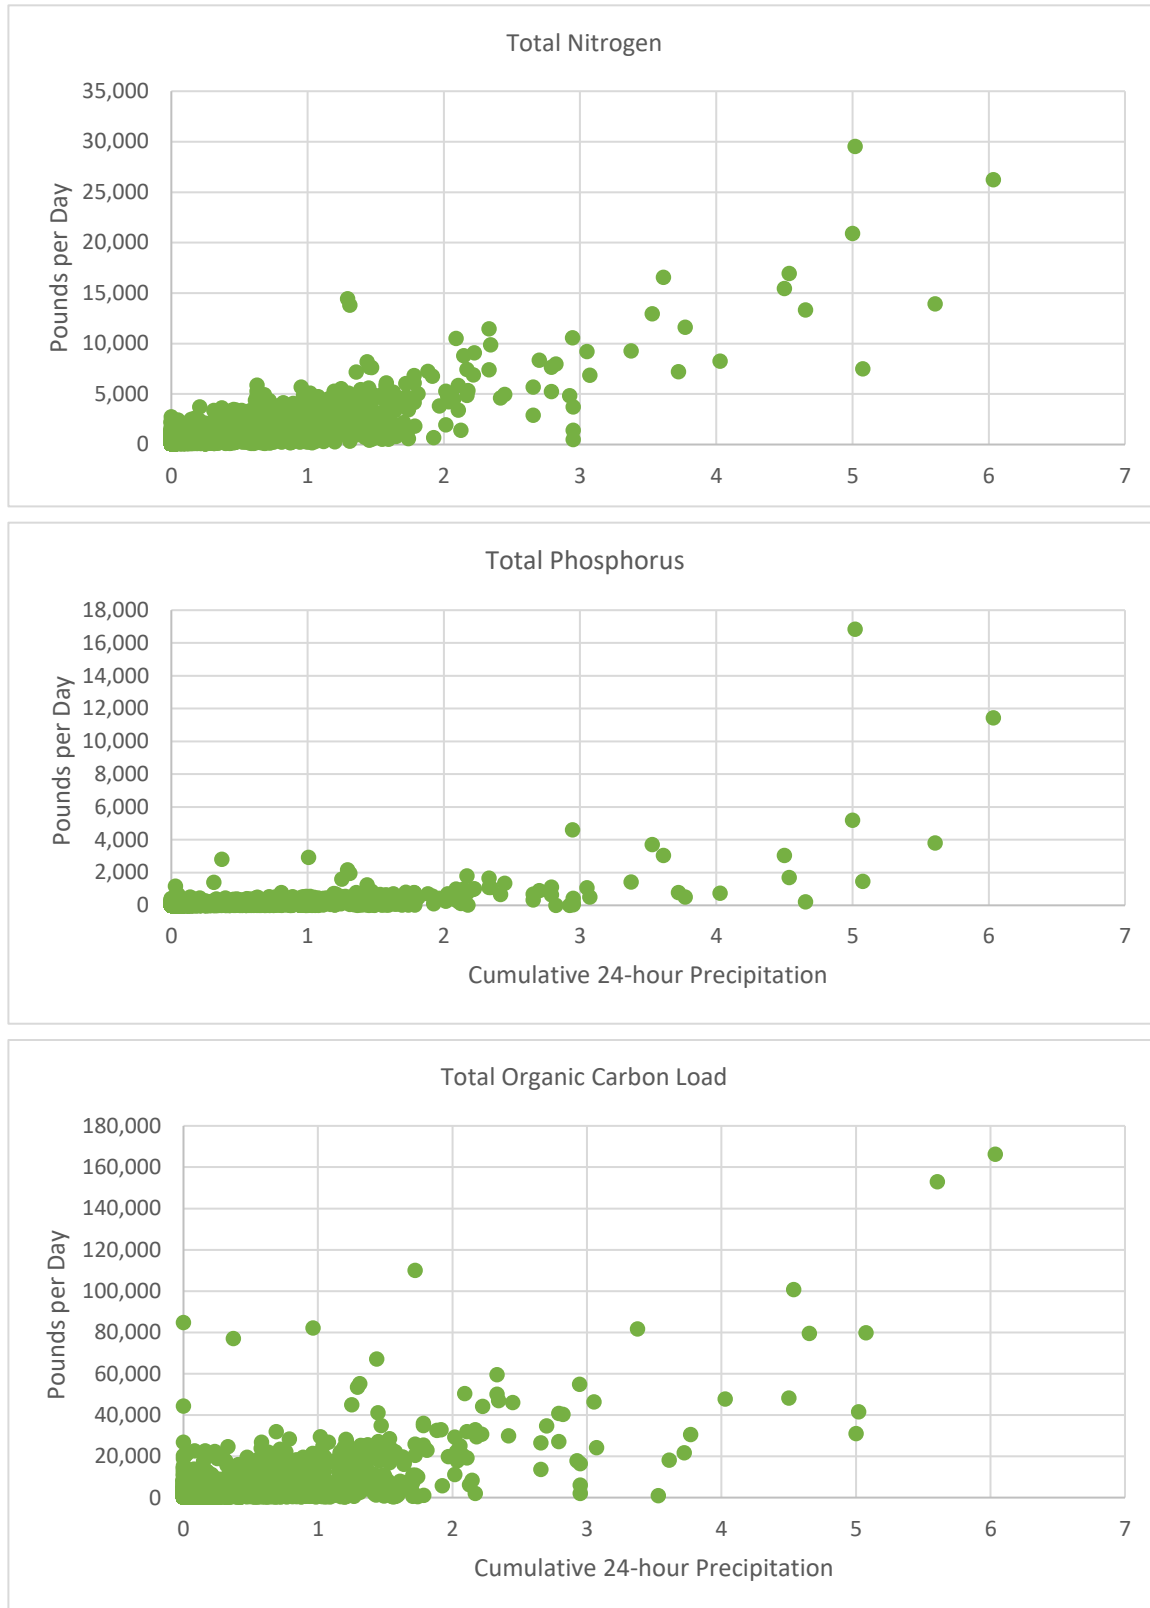 Total Nitrogen
35,000
30,000
25,000
20,000
15,000
10,000
5,000
0
Pounds per Day
0 1 2 3 4 5 6 7
Total Phosphorus
18,000
16,000
14,000
12,000
10,000
8,000
6,000
4,000
2,000
0
Pounds per Day
0 1 2 3 4 5 6 7
Cumulative 24-hour Precipitation
Total Organic Carbon Load
180,000
160,000
140,000
120,000
100,000
80,000
60,000
40,000
20,000
0
Pounds per Day
0 1 2 3 4 5 6 7
Cumulative 24-hour Precipitation